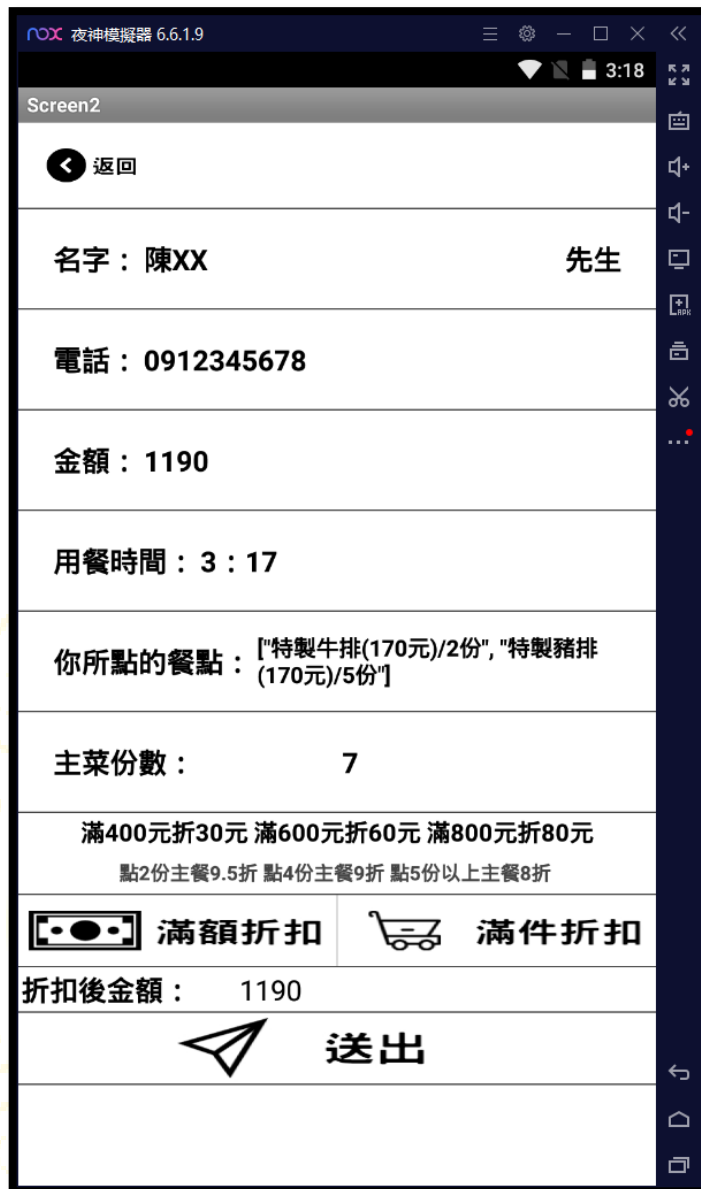 nox 夜神模擬器 6.6.1.9
3:18
Screen2
返回
名字： 陳XX 先生
電話： 0912345678
金額： 1190
用餐時間： 3：17
你所點的餐點： ["特製牛排(170元)/2份", "特製豬排
(170元)/5份"]
主菜份數： 7
滿400元折30元 滿600元折60元 滿800元折80元
點2份主餐9.5折 點4份主餐9折 點5份以上主餐8折
滿額折扣 滿件折扣
折扣後金額： 1190
送出
APK